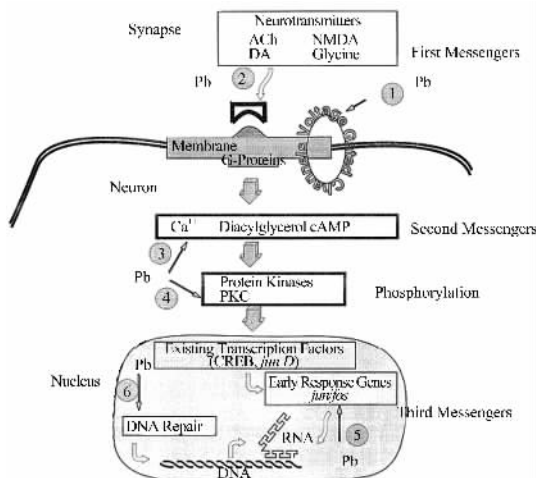 Neurotransmitters
Synapse
ACh NMDA
DA Glycine
First Messengers
Pb 2
1 Pb
Voltage Gated Channels
Membrane
Gi-Proteins
Neuron
Ca++ Diacylglycerol cAMP
Second Messengers
3
Pb
4
Protein Kinases
PKC
Phosphorylation
Existing Transcription Factors
(CREB, jun D)
Pb
Early Response Genes
jun/fos
Nucleus
6
Third Messengers
DNA Repair
RNA
5
Pb
DNA